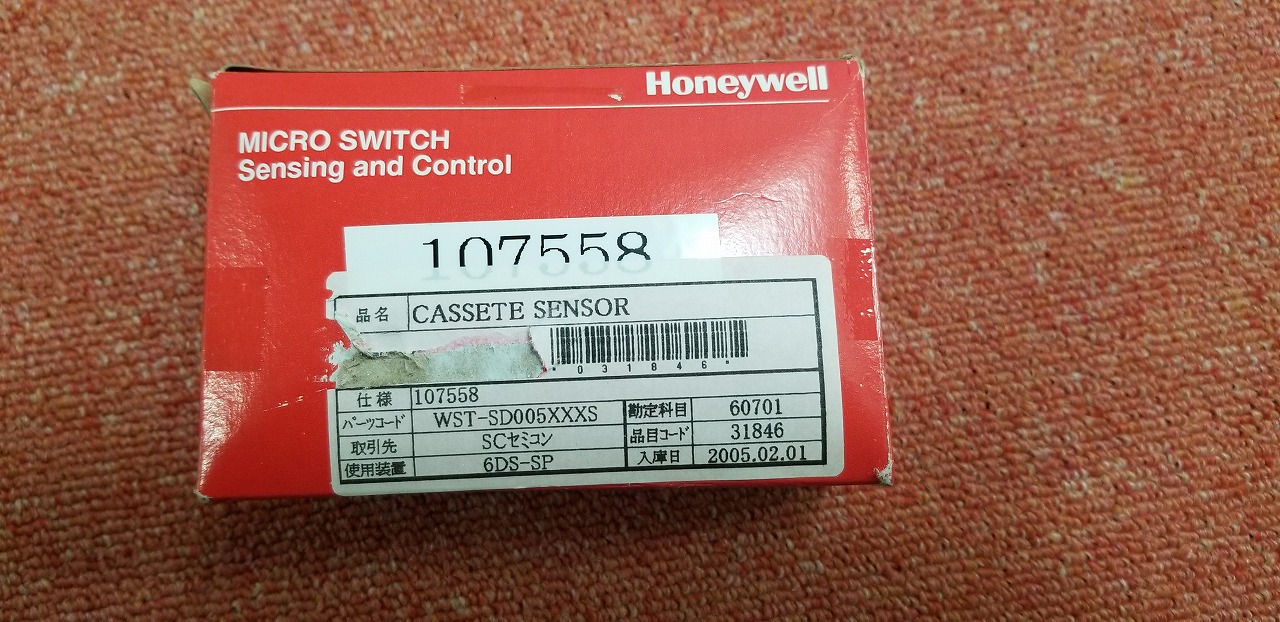 Honeywell
MICRO SWITCH
Sensing and Control
107558
品名 CASSETE SENSOR
*031846*
仕様 107558
パーツコード WST-SD005XXXS 勘定科目 60701
取引先 SCセミコン 品目コード 31846
使用装置 6DS-SP 入庫日 2005.02.01